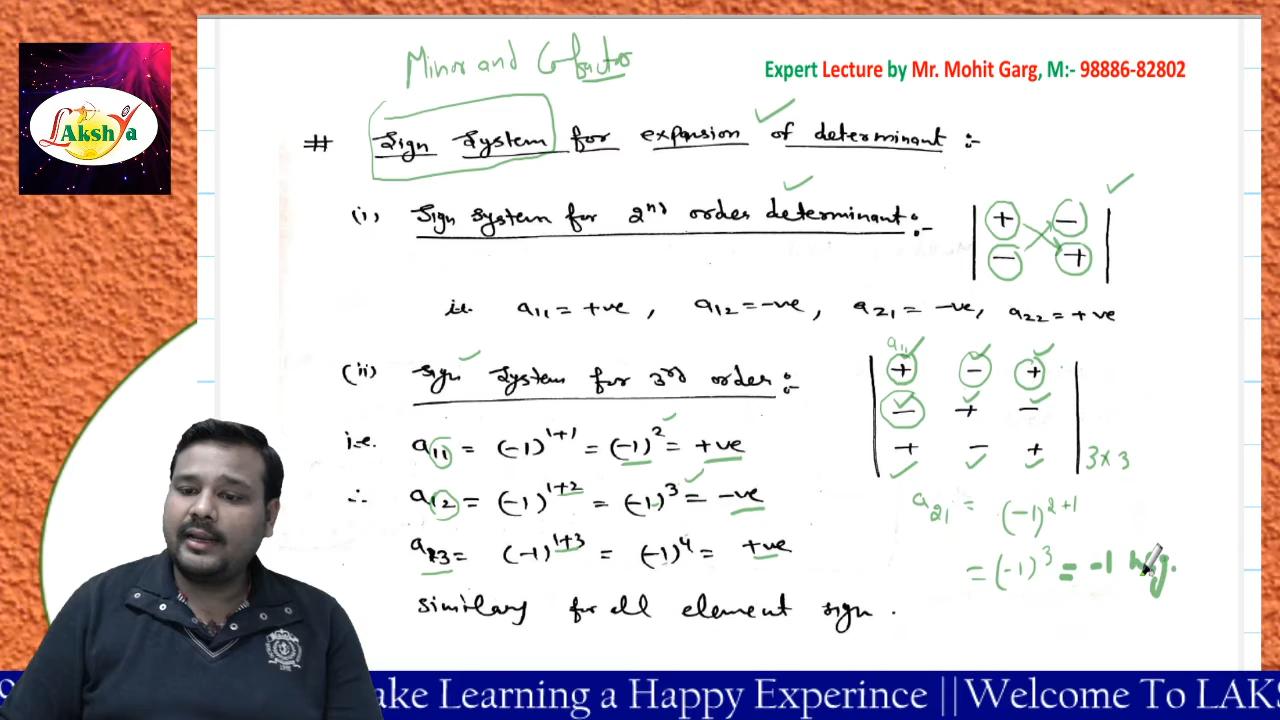 LAkshyA
Minor and Cofactor
Expert Lecture by Mr. Mohit Garg, M:- 98886-82802
# Sign System for expansion of determinant :-
(i) Sign system for 2nd order determinant :-
| + - |
| - + |
i.e. a11 = +ve , a12 = -ve , a21 = -ve, a22 = +ve
(ii) Sign System for 3rd order :-
a11
| + - + |
| - + - |
| + - + | 3×3
i.e. a11 = (-1)^1+1 = (-1)^2 = +ve
∴ a12 = (-1)^1+2 = (-1)^3 = -ve
a13 = (-1)^1+3 = (-1)^4 = +ve
a21 = (-1)^2+1
= (-1)^3 = -1 neg.
similary for all element sign .
ake Learning a Happy Experince ||Welcome To LAKS